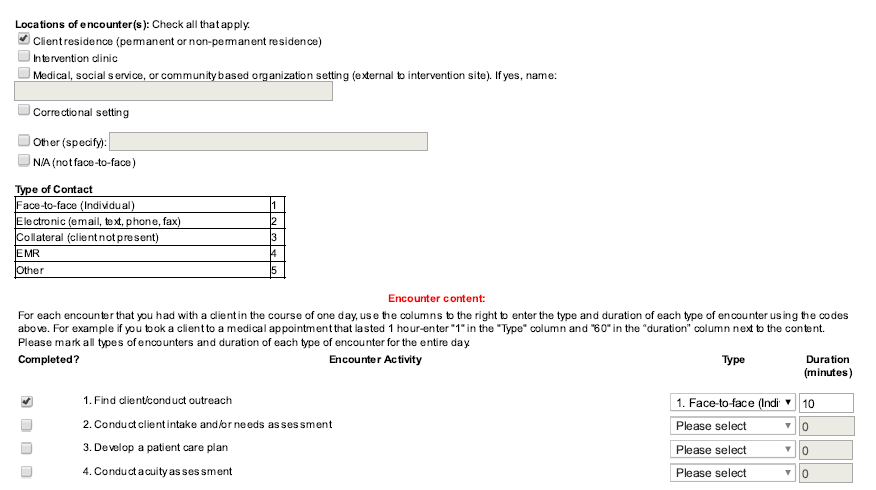 Locations of encounter(s): Check all that apply:
Client residence (permanent or non-permanent residence)
Intervention clinic
Medical, social service, or community based organization setting (external to intervention site). If yes, name:
Correctional setting
Other (specify):
N/A (not face-to-face)
Type of Contact
Face-to-face (Individual) 1
Electronic (email, text, phone, fax) 2
Collateral (client not present) 3
EMR 4
Other 5
Encounter content:
For each encounter that you had with a client in the course of one day, use the columns to the right to enter the type and duration of each type of encounter using the codes
above. For example if you took a client to a medical appointment that lasted 1 hour-enter "1" in the "Type" column and "60" in the "duration" column next to the content.
Please mark all types of encounters and duration of each type of encounter for the entire day.
Completed? Encounter Activity Type Duration
(minutes)
1. Find client/conduct outreach 1. Face-to-face (Indi 10
2. Conduct client intake and/or needs assessment Please select 0
3. Develop a patient care plan Please select 0
4. Conduct acuity assessment Please select 0